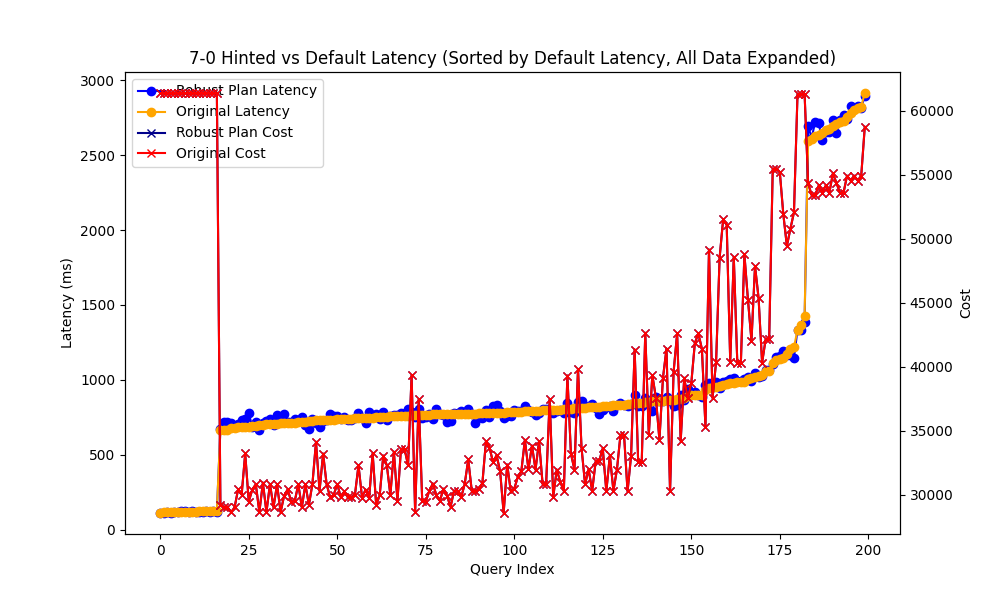 7-0 Hinted vs Default Latency (Sorted by Default Latency, All Data Expanded)
Robust Plan Latency
Original Latency
Robust Plan Cost
Original Cost
Latency (ms)
3000
2500
2000
1500
1000
500
0
60000
55000
50000
45000
40000
35000
30000
Cost
0 25 50 75 100 125 150 175 200
Query Index